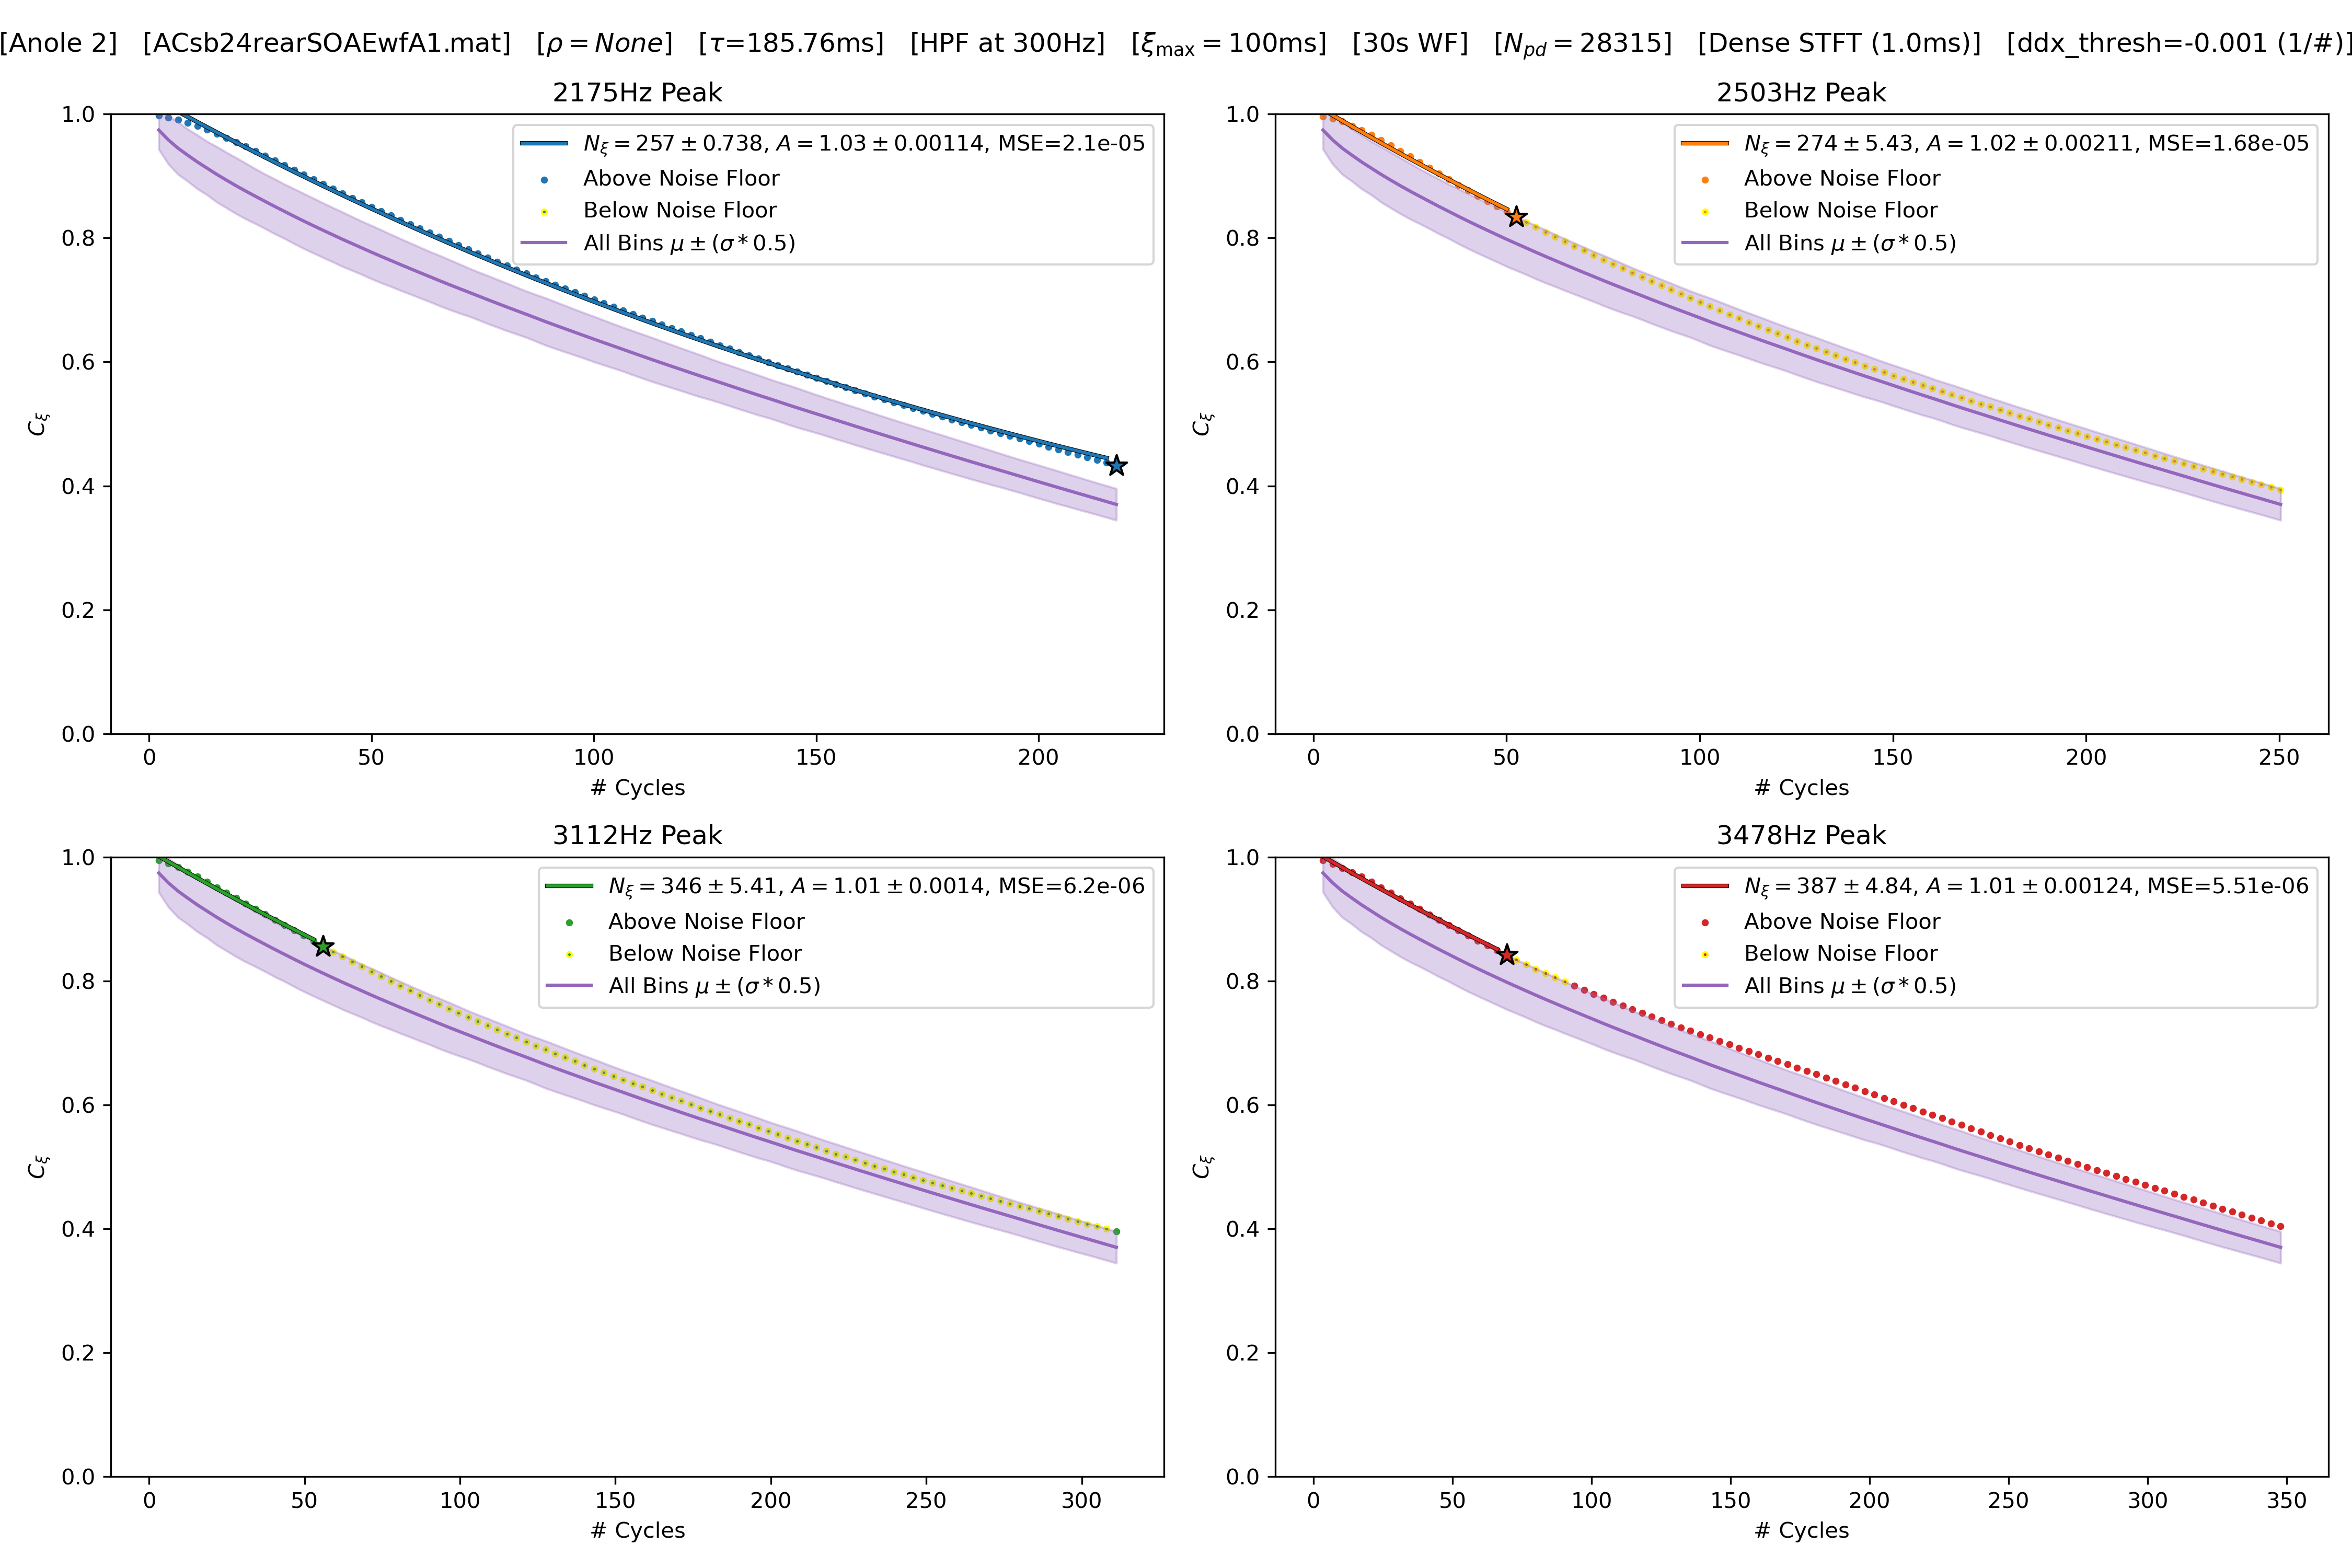 [Anole 2] [ACsb24rearSOAEwfA1.mat] [ρ = None] [τ=185.76ms] [HPF at 300Hz] [ξmax = 100ms] [30s WF] [Npd = 28315] [Dense STFT (1.0ms)] [ddx_thresh=-0.001 (1/#)]
2175Hz Peak
Nξ = 257 ± 0.738, A = 1.03 ± 0.00114, MSE=2.1e-05
Above Noise Floor
Below Noise Floor
All Bins μ ± (σ * 0.5)
1.0
0.8
0.6
0.4
0.2
0.0
Cξ
0 50 100 150 200
# Cycles
2503Hz Peak
Nξ = 274 ± 5.43, A = 1.02 ± 0.00211, MSE=1.68e-05
Above Noise Floor
Below Noise Floor
All Bins μ ± (σ * 0.5)
1.0
0.8
0.6
0.4
0.2
0.0
Cξ
0 50 100 150 200 250
# Cycles
3112Hz Peak
Nξ = 346 ± 5.41, A = 1.01 ± 0.0014, MSE=6.2e-06
Above Noise Floor
Below Noise Floor
All Bins μ ± (σ * 0.5)
1.0
0.8
0.6
0.4
0.2
0.0
Cξ
0 50 100 150 200 250 300
# Cycles
3478Hz Peak
Nξ = 387 ± 4.84, A = 1.01 ± 0.00124, MSE=5.51e-06
Above Noise Floor
Below Noise Floor
All Bins μ ± (σ * 0.5)
1.0
0.8
0.6
0.4
0.2
0.0
Cξ
0 50 100 150 200 250 300 350
# Cycles